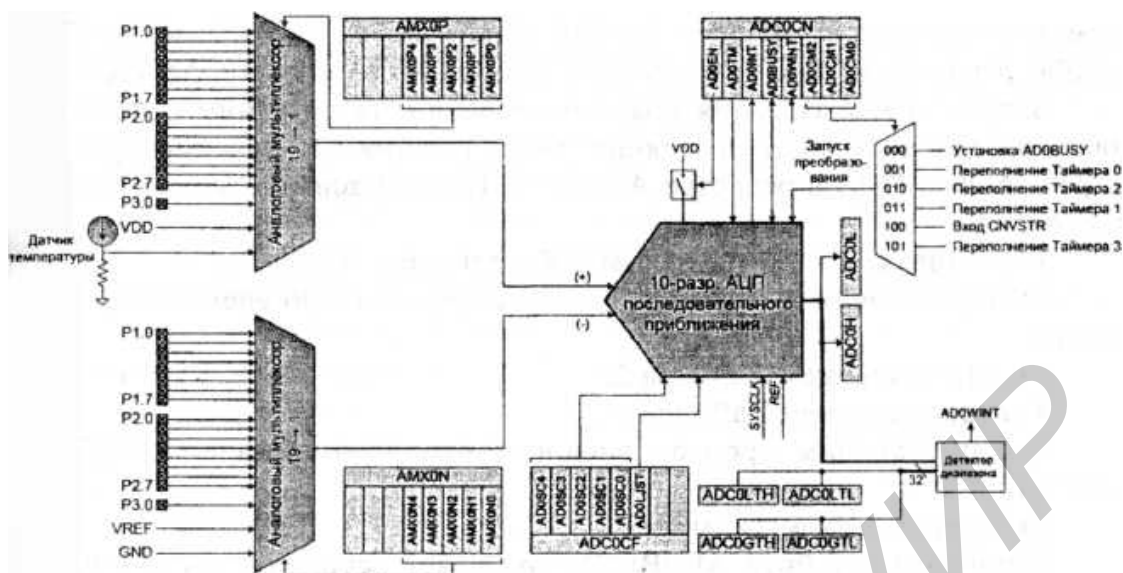 P1.0
P1.7
P2.0
P2.7
P3.0
VDD
Датчик
температуры
Аналоговый мультиплексор
19 → 1
AMX0P
AMX0P4
AMX0P3
AMX0P2
AMX0P1
AMX0P0
ADC0CN
AD0EN
AD0TM
AD0INT
AD0BUSY
AD0WINT
AD0CM2
AD0CM1
AD0CM0
VDD
Запуск
преобразо-
вания
000 Установка AD0BUSY
001 Переполнение Таймера 0
010 Переполнение Таймера 2
011 Переполнение Таймера 1
100 Вход CNVSTR
101 Переполнение Таймера 3
(+)
(-)
10-разр. АЦП
последовательного
приближения
ADC0L
ADC0H
SYSCLK
REF
P1.0
P1.7
P2.0
P2.7
P3.0
VREF
GND
Аналоговый мультиплексор
19 → 1
AMX0N
AMX0N4
AMX0N3
AMX0N2
AMX0N1
AMX0N0
AD0SC4
AD0SC3
AD0SC2
AD0SC1
AD0SC0
AD0LJST
ADC0CF
AD0WINT
Детектор
диапазона
32
ADC0LTH
ADC0LTL
ADC0GTH
ADC0GTL
УИР